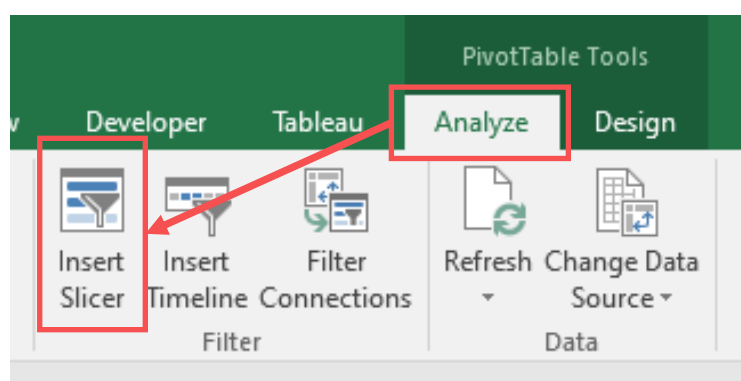 PivotTable Tools
w Developer Tableau Analyze Design
Insert Slicer
Insert Timeline
Filter Connections
Refresh
Change Data Source
Filter
Data